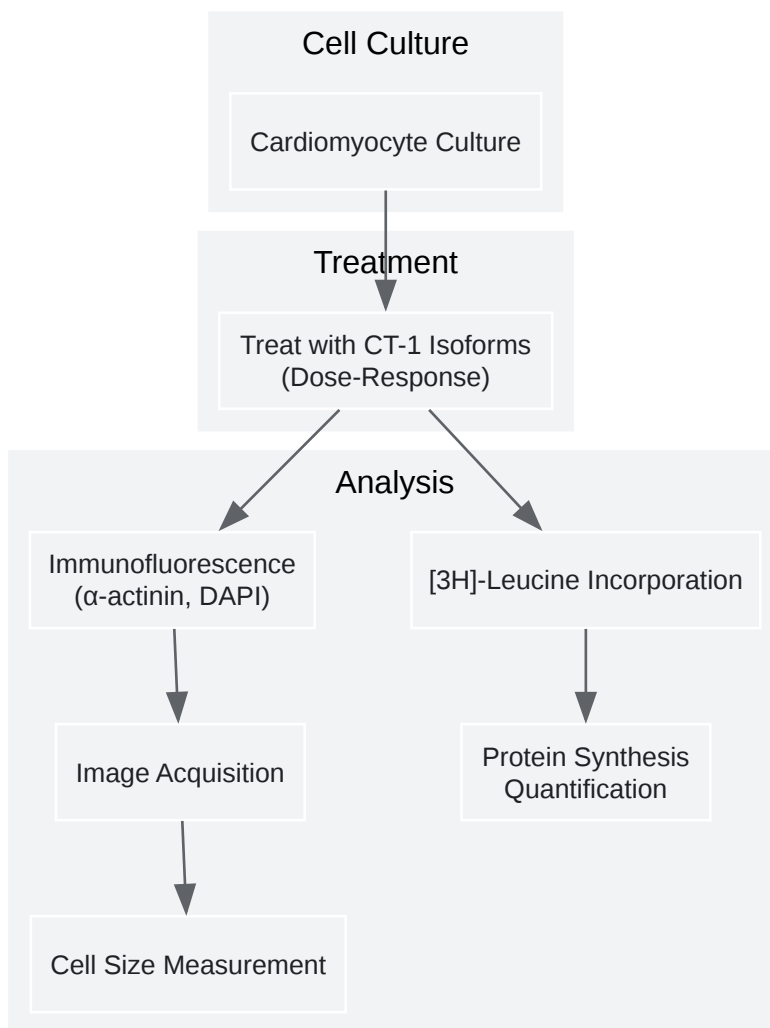 Cell Culture
Cardiomyocyte Culture
Treatment
Treat with CT-1 Isoforms
(Dose-Response)
Analysis
Immunofluorescence
(α-actinin, DAPI)
[3H]-Leucine Incorporation
Image Acquisition
Protein Synthesis
Quantification
Cell Size Measurement